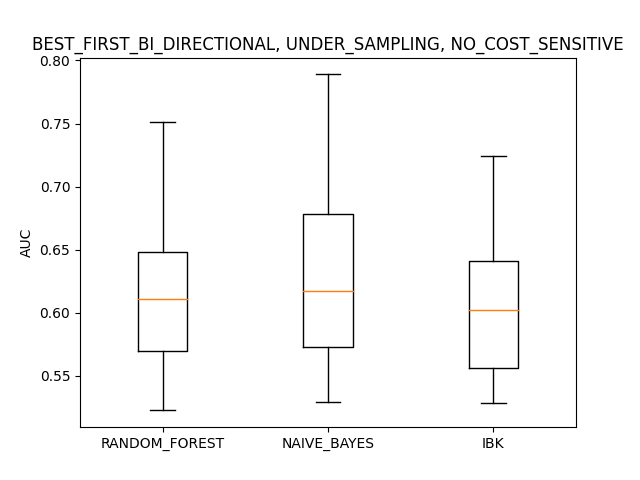 BEST_FIRST_BI_DIRECTIONAL, UNDER_SAMPLING, NO_COST_SENSITIVE
0.80
0.75
0.70
0.65
0.60
0.55
AUC
RANDOM_FOREST NAIVE_BAYES IBK